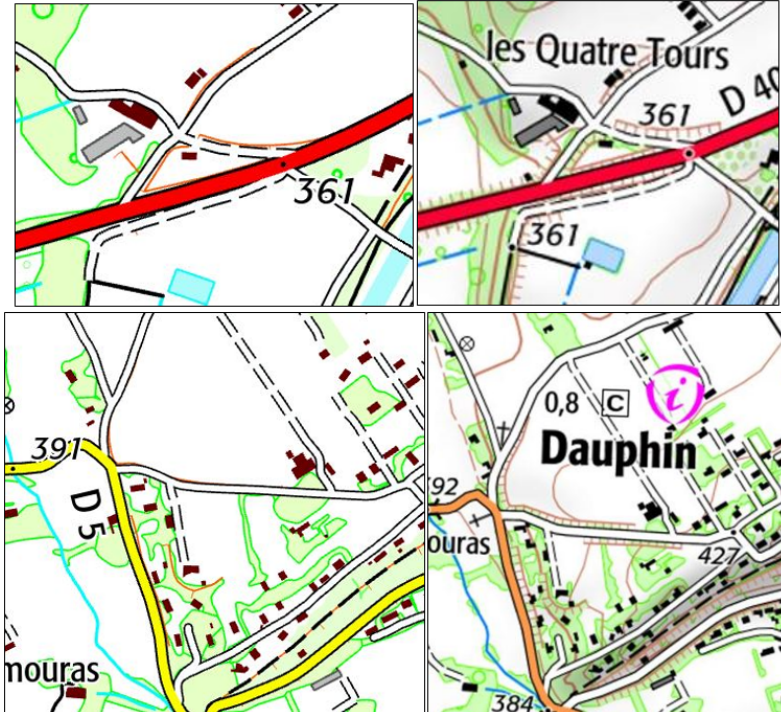 361
les Quatre Tours
361
D 40
361
391
D 5
mouras
0,8 C
i
Dauphin
92
ouras
427
384